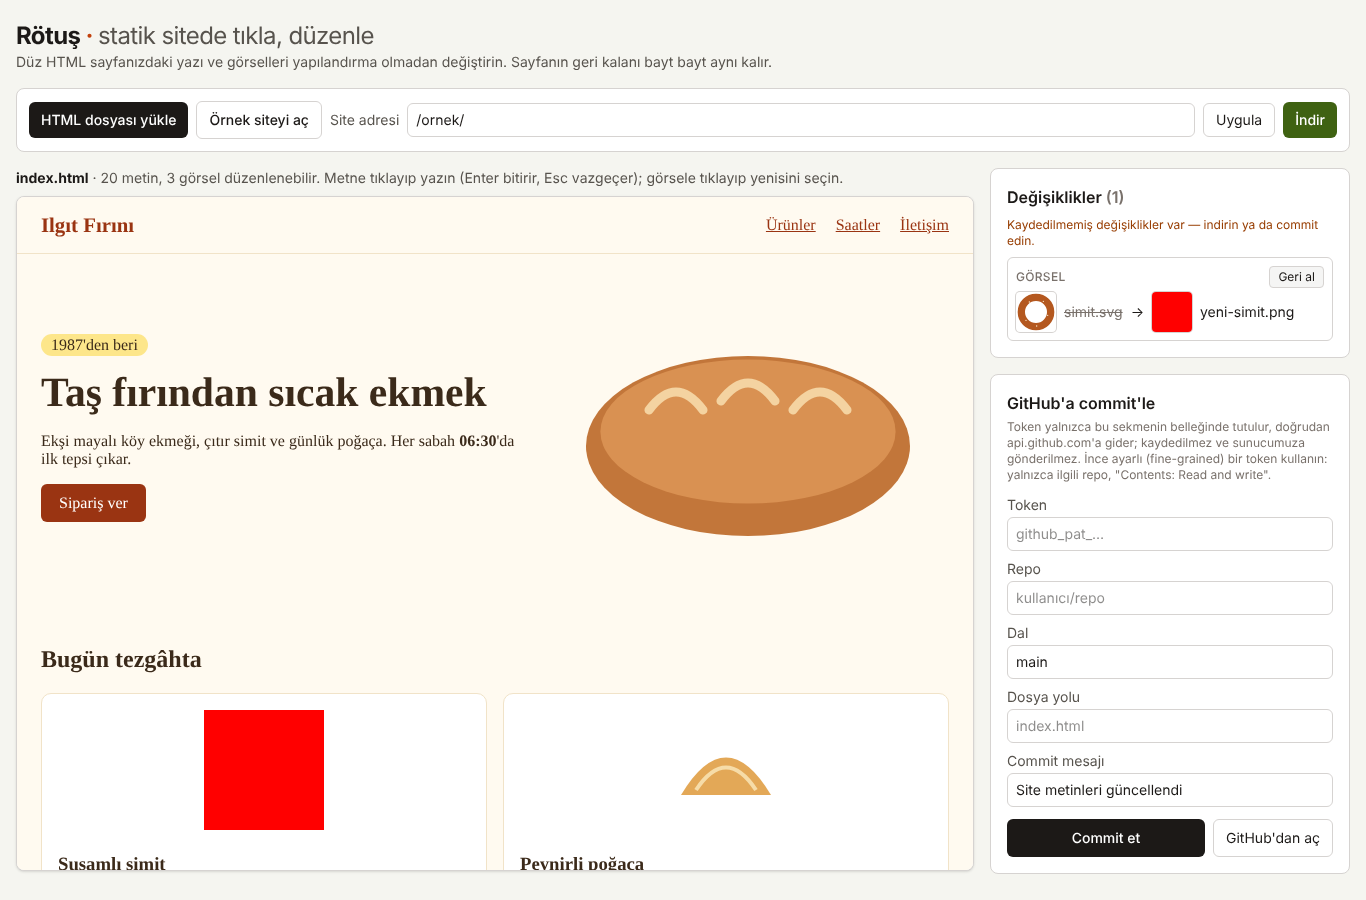 Rötuş · statik sitede tıkla, düzenle
Düz HTML sayfanızdaki yazı ve görselleri yapılandırma olmadan değiştirin. Sayfanın geri kalanı bayt bayt aynı kalır.
HTML dosyası yükle
Örnek siteyi aç
Site adresi
/ornek/
Uygula
İndir
index.html · 20 metin, 3 görsel düzenlenebilir. Metne tıklayıp yazın (Enter bitirir, Esc vazgeçer); görsele tıklayıp yenisini seçin.
Ilgıt Fırını
Ürünler
Saatler
İletişim
1987'den beri
Taş fırından sıcak ekmek
Ekşi mayalı köy ekmeği, çıtır simit ve günlük poğaça. Her sabah 06:30'da
ilk tepsi çıkar.
Sipariş ver
Bugün tezgâhta
Susamlı simit
Peynirli poğaça
Değişiklikler (1)
Kaydedilmemiş değişiklikler var — indirin ya da commit
edin.
GÖRSEL
Geri al
simit.svg → yeni-simit.png
GitHub'a commit'le
Token yalnızca bu sekmenin belleğinde tutulur, doğrudan
api.github.com'a gider; kaydedilmez ve sunucumuza
gönderilmez. İnce ayarlı (fine-grained) bir token kullanın:
yalnızca ilgili repo, "Contents: Read and write".
Token
github_pat_...
Repo
kullanıcı/repo
Dal
main
Dosya yolu
index.html
Commit mesajı
Site metinleri güncellendi
Commit et
GitHub'dan aç